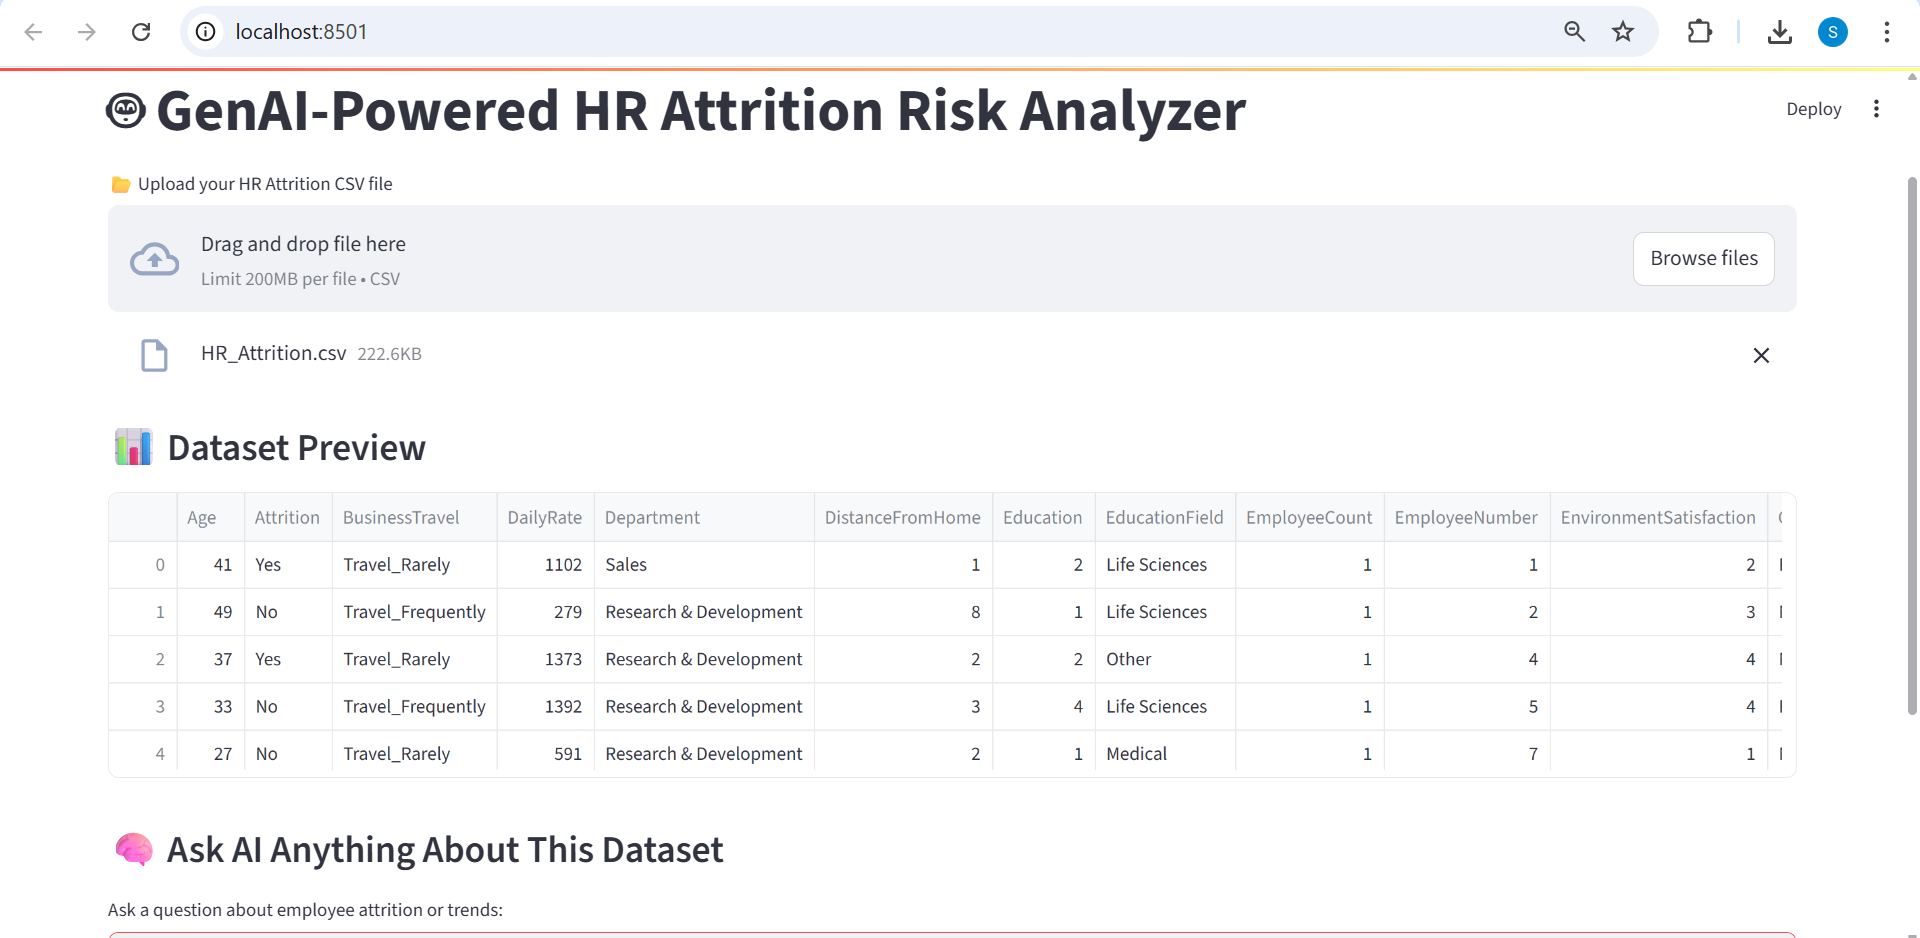 localhost:8501
S
GenAI-Powered HR Attrition Risk Analyzer
Deploy
Upload your HR Attrition CSV file
Drag and drop file here
Limit 200MB per file • CSV
Browse files
HR_Attrition.csv 222.6KB
Dataset Preview
Age Attrition BusinessTravel DailyRate Department DistanceFromHome Education EducationField EmployeeCount EmployeeNumber EnvironmentSatisfaction
0 41 Yes Travel_Rarely 1102 Sales 1 2 Life Sciences 1 1 2
1 49 No Travel_Frequently 279 Research & Development 8 1 Life Sciences 1 2 3
2 37 Yes Travel_Rarely 1373 Research & Development 2 2 Other 1 4 4
3 33 No Travel_Frequently 1392 Research & Development 3 4 Life Sciences 1 5 4
4 27 No Travel_Rarely 591 Research & Development 2 1 Medical 1 7 1
Ask AI Anything About This Dataset
Ask a question about employee attrition or trends: